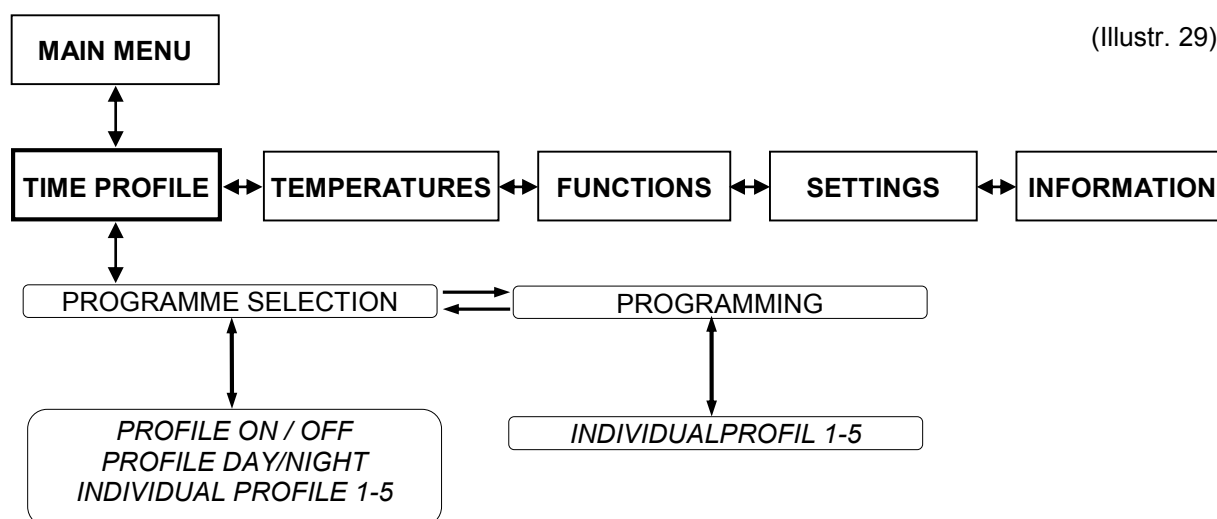 (Illustr. 29)
MAIN MENU
TIME PROFILE
TEMPERATURES
FUNCTIONS
SETTINGS
INFORMATION
PROGRAMME SELECTION
PROGRAMMING
PROFILE ON / OFF
PROFILE DAY/NIGHT
INDIVIDUAL PROFILE 1-5
INDIVIDUALPROFIL 1-5